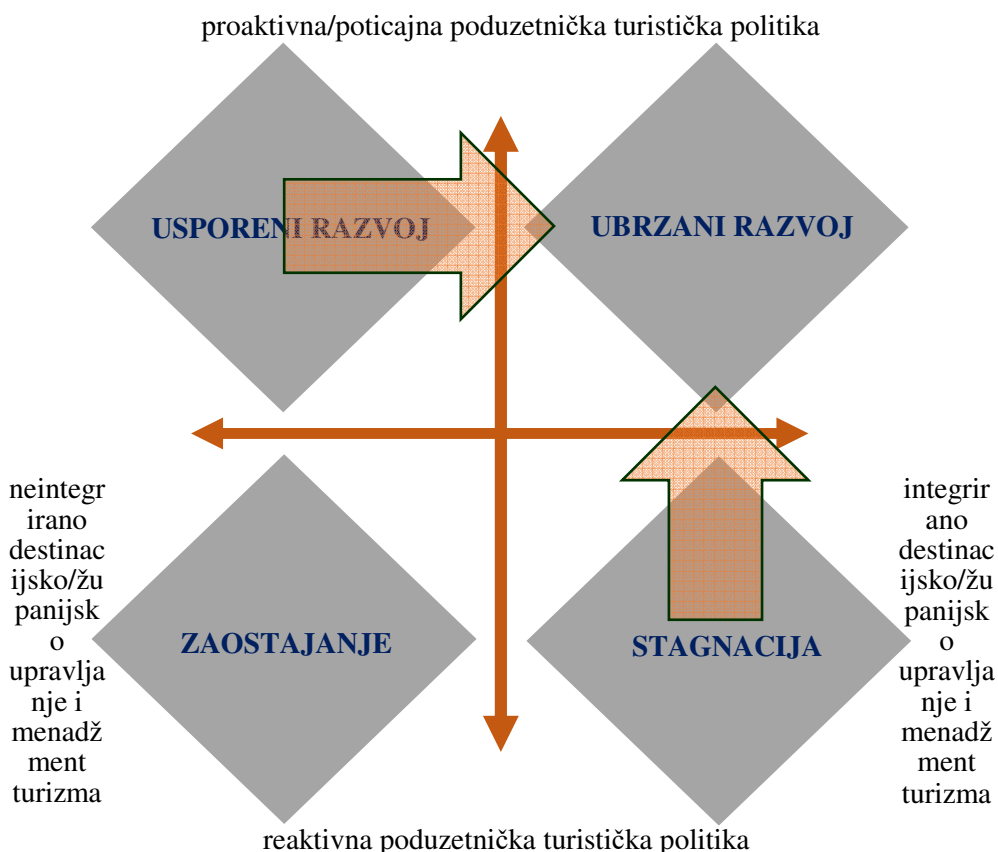 proaktivna/poticajna poduzetnička turistička politika
USPORENI RAZVOJ
UBRZANI RAZVOJ
neintegr
irano
destinac
ijsko/žu
panijsk
o
upravlja
nje i
menadž
ment
turizma
ZAOSTAJANJE
STAGNACIJA
integrir
ano
destinac
ijsko/žu
panijsk
o
upravlja
nje i
menadž
ment
turizma
reaktivna poduzetnička turistička politika